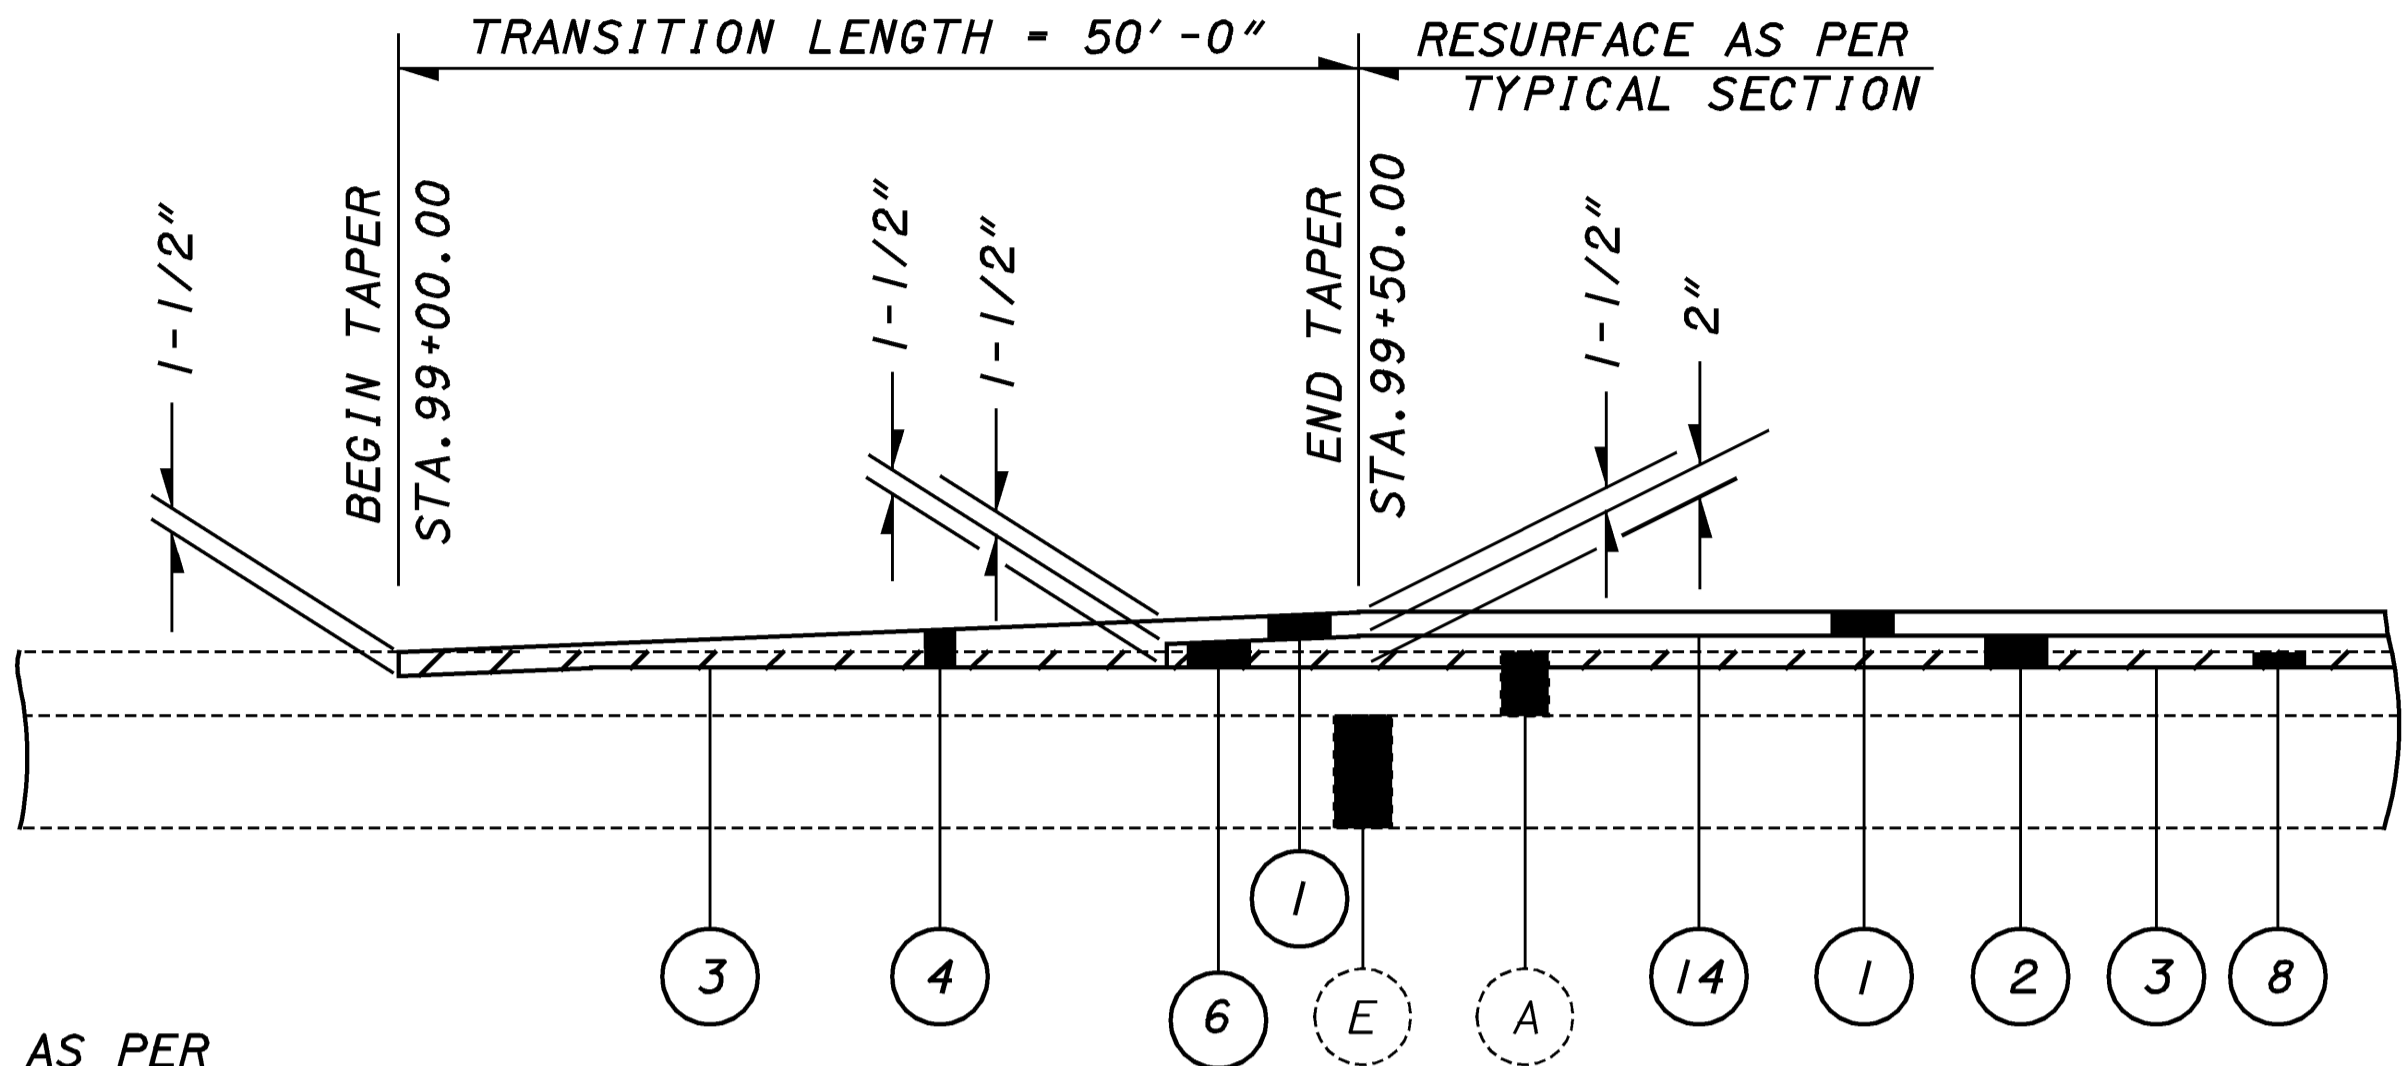 TRANSITION LENGTH = 50'-0"
RESURFACE AS PER
TYPICAL SECTION
1-1/2"
BEGIN TAPER
STA.99+00.00
1-1/2"
1-1/2"
END TAPER
STA.99+50.00
1-1/2"
2"
1
3
4
6
E
A
14
1
2
3
8
AS PER